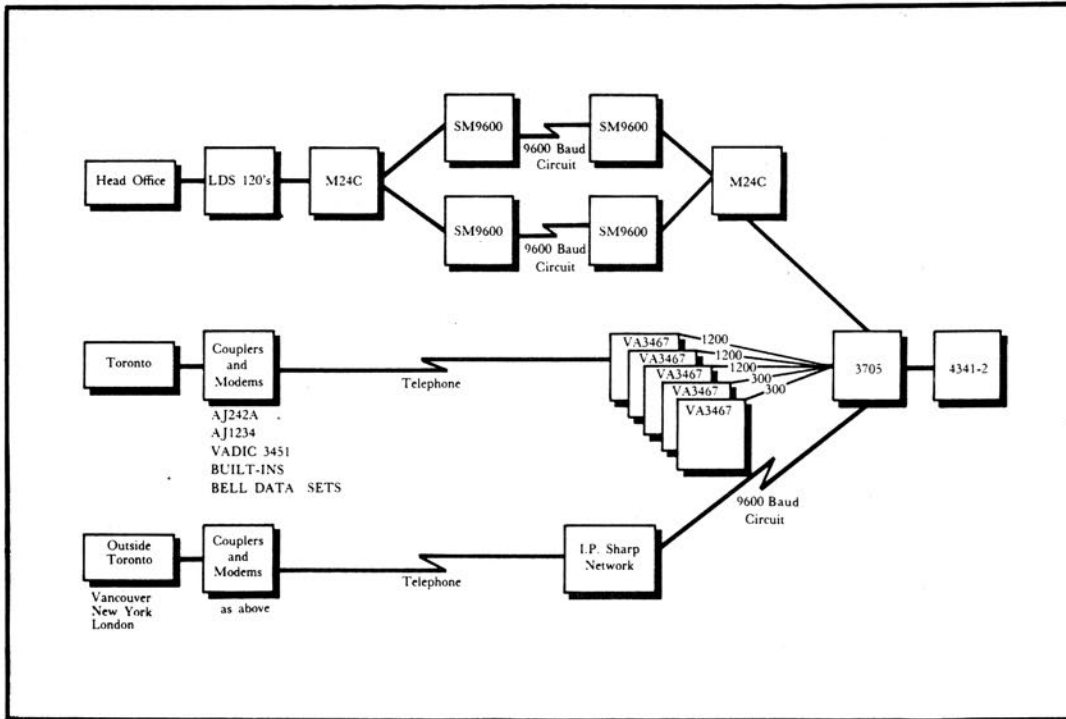 SM9600
SM9600
9600 Baud
Circuit
Head Office
LDS 120's
M24C
M24C
SM9600
SM9600
9600 Baud
Circuit
Toronto
Couplers
and
Modems
AJ242A
AJ1234
VADIC 3451
BUILT-INS
BELL DATA SETS
Telephone
VA3467
VA3467
VA3467
VA3467
VA3467
1200
1200
1200
300
300
3705
4341-2
Outside
Toronto
Vancouver
New York
London
Couplers
and
Modems
as above
Telephone
I.P. Sharp
Network
9600 Baud
Circuit